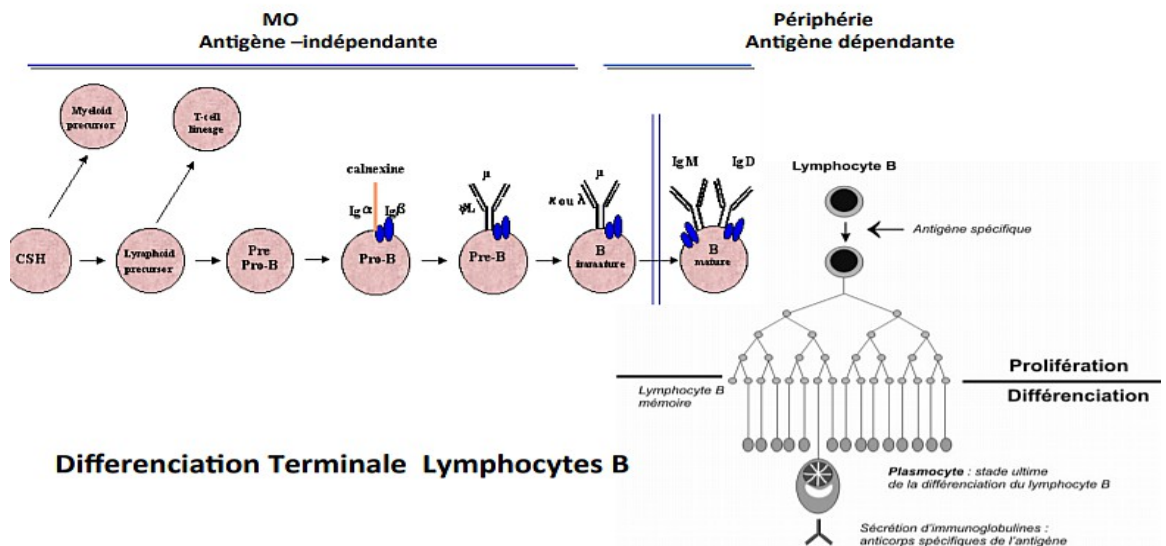 MO
Antigène –indépendante
Périphérie
Antigène dépendante
Myeloid
precursor
T-cell
lineage
calnexine
Igα Igβ
μ
ψL
μ
κ ou λ
IgM
IgD
CSH
Lymphoid
precursor
Pre
Pro-B
Pro-B
Pre-B
B
immature
B
mature
Lymphocyte B
Antigène spécifique
Prolifération
Différenciation
Lymphocyte B
mémoire
Differenciation Terminale Lymphocytes B
Plasmocyte : stade ultime
de la différenciation du lymphocyte B
Sécrétion d'immunoglobulines :
anticorps spécifiques de l'antigène